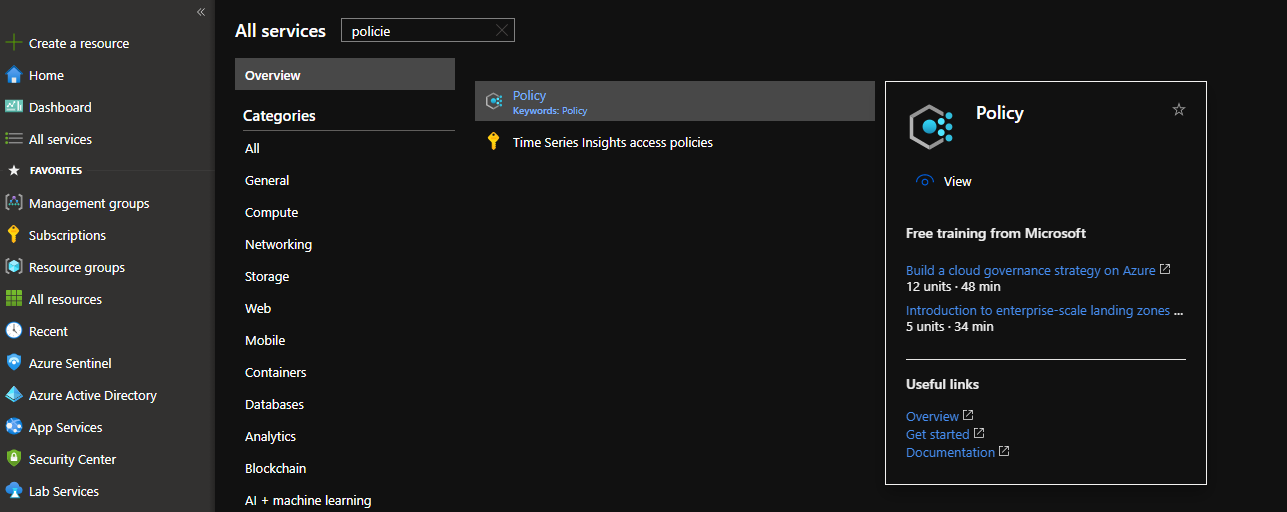 «
Create a resource
Home
Dashboard
All services
FAVORITES
Management groups
Subscriptions
Resource groups
All resources
Recent
Azure Sentinel
Azure Active Directory
App Services
Security Center
Lab Services
All services
policie
Overview
Categories
All
General
Compute
Networking
Storage
Web
Mobile
Containers
Databases
Analytics
Blockchain
AI + machine learning
Policy
Keywords: Policy
Time Series Insights access policies
Policy
View
Free training from Microsoft
Build a cloud governance strategy on Azure
12 units · 48 min
Introduction to enterprise-scale landing zones ...
5 units · 34 min
Useful links
Overview
Get started
Documentation